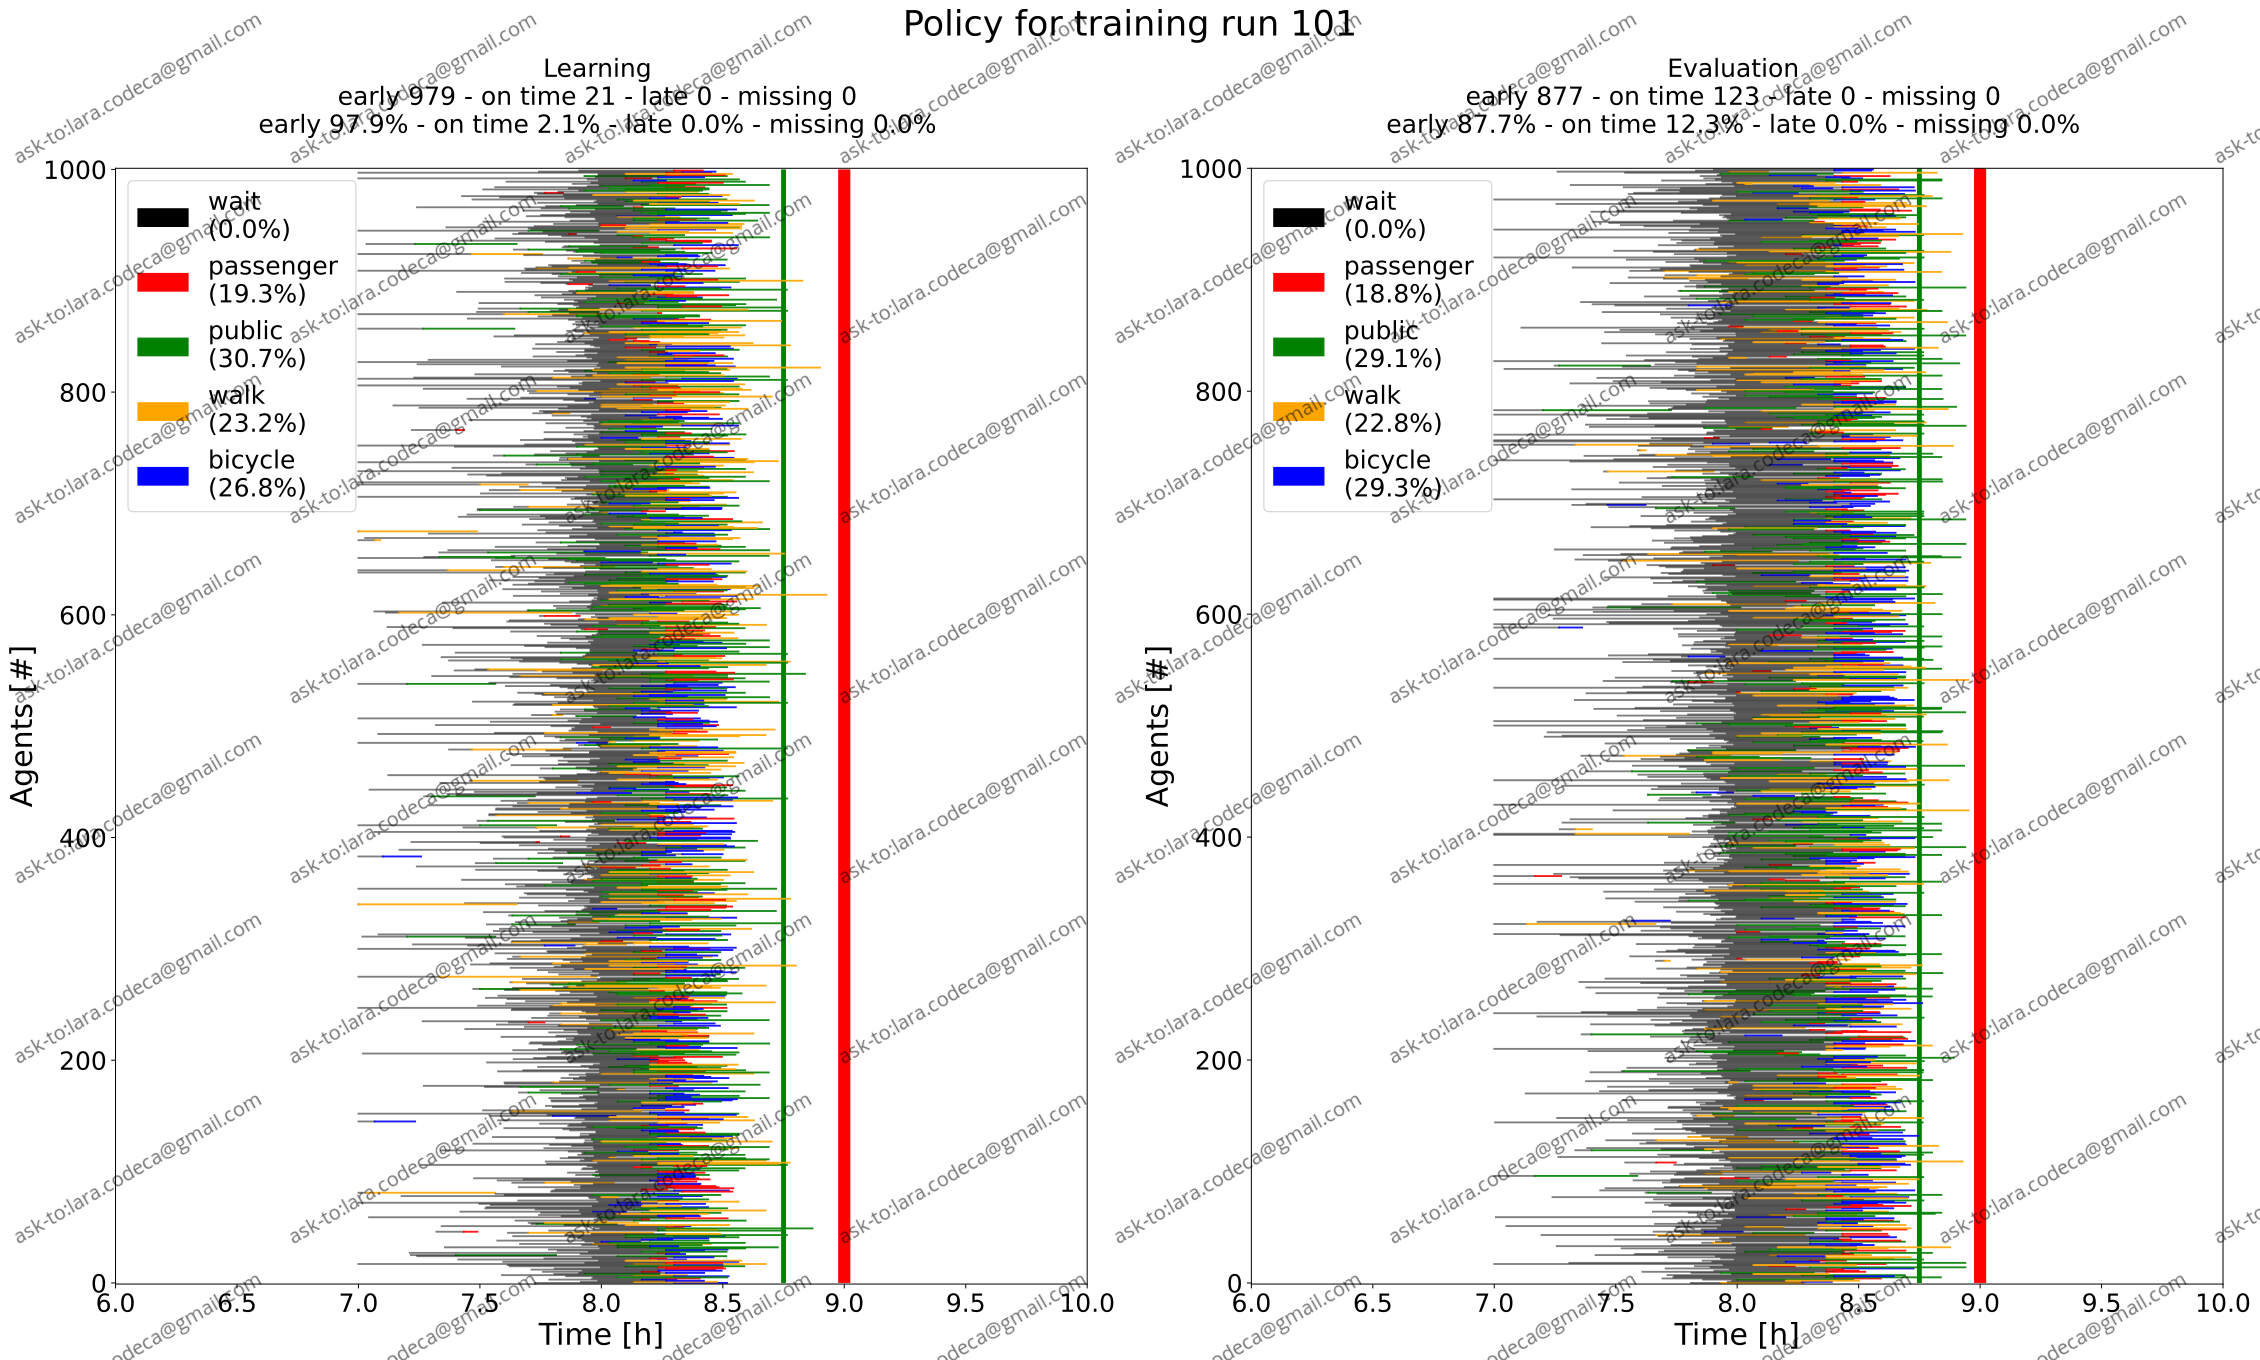 Policy for training run 101
Learning
early 979 - on time 21 - late 0 - missing 0
early 97.9% - on time 2.1% - late 0.0% - missing 0.0%
wait
(0.0%)
passenger
(19.3%)
public
(30.7%)
walk
(23.2%)
bicycle
(26.8%)
Agents [#]
1000
800
600
400
200
0
6.0 6.5 7.0 7.5 8.0 8.5 9.0 9.5 10.0
Time [h]
Evaluation
early 877 - on time 123 - late 0 - missing 0
early 87.7% - on time 12.3% - late 0.0% - missing 0.0%
wait
(0.0%)
passenger
(18.8%)
public
(29.1%)
walk
(22.8%)
bicycle
(29.3%)
Agents [#]
1000
800
600
400
200
0
6.0 6.5 7.0 7.5 8.0 8.5 9.0 9.5 10.0
Time [h]
ask-to:lara.codeca@gmail.com